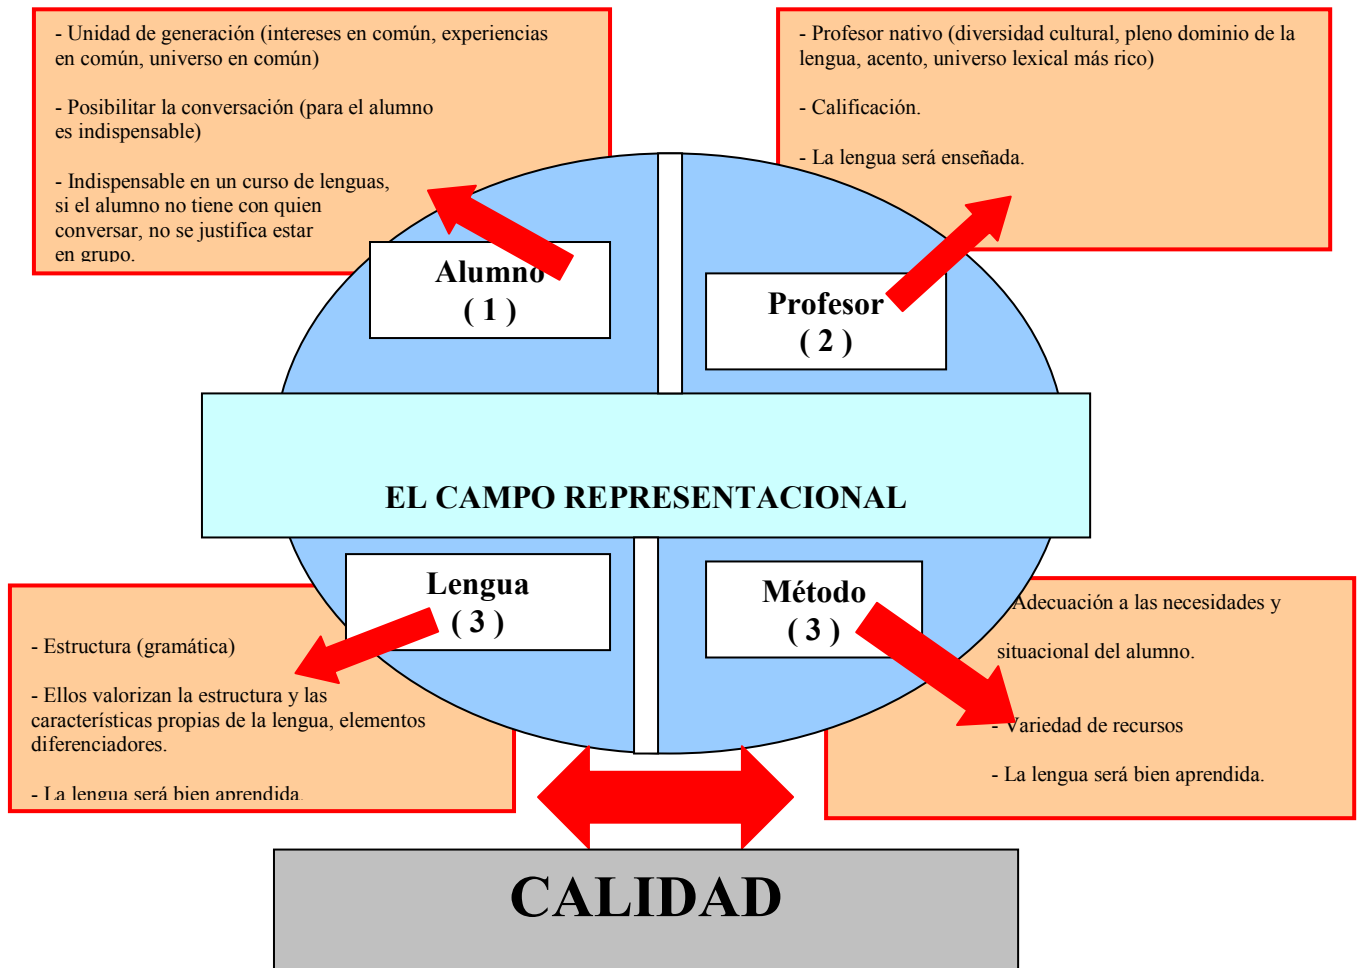 - Unidad de generación (intereses en común, experiencias
en común, universo en común)
- Posibilitar la conversación (para el alumno
es indispensable)
- Indispensable en un curso de lenguas,
si el alumno no tiene con quien
conversar, no se justifica estar
en grupo.
- Profesor nativo (diversidad cultural, pleno dominio de la
lengua, acento, universo lexical más rico)
- Calificación.
- La lengua será enseñada.
Alumno
( 1 )
Profesor
( 2 )
EL CAMPO REPRESENTACIONAL
Lengua
( 3 )
Método
( 3 )
- Estructura (gramática)
- Ellos valorizan la estructura y las
características propias de la lengua, elementos
diferenciadores.
- La lengua será bien aprendida.
Adecuación a las necesidades y
situacional del alumno.
- Variedad de recursos
- La lengua será bien aprendida.
CALIDAD